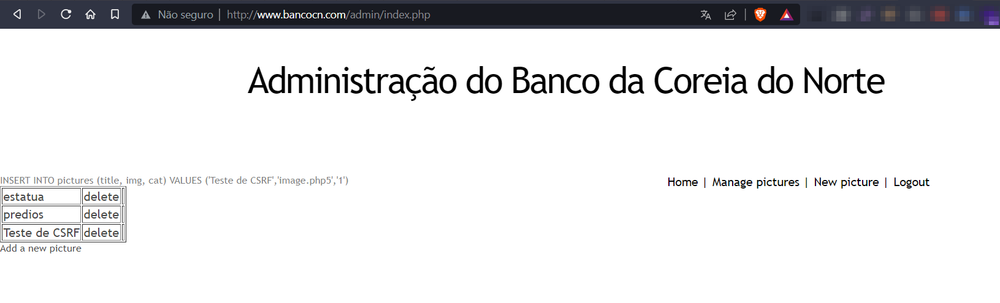 Não seguro | http://www.bancocn.com/admin/index.php
Administração do Banco da Coreia do Norte
INSERT INTO pictures (title, img, cat) VALUES ('Teste de CSRF','image.php5','1')
Home | Manage pictures | New picture | Logout
estatua delete
predios delete
Teste de CSRF delete
Add a new picture